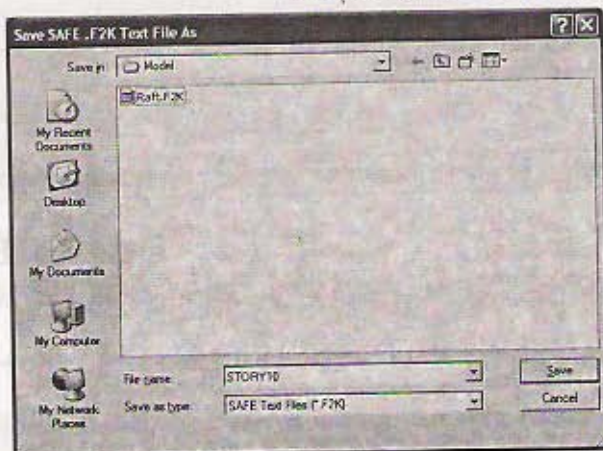 Save SAFE .F2K Text File As
Save in: Model
Raft.F2K
My Recent
Documents
Desktop
My Documents
My Computer
My Network
Places
File name: STORY10
Save as type: SAFE Text Files (*.F2K)
Save
Cancel